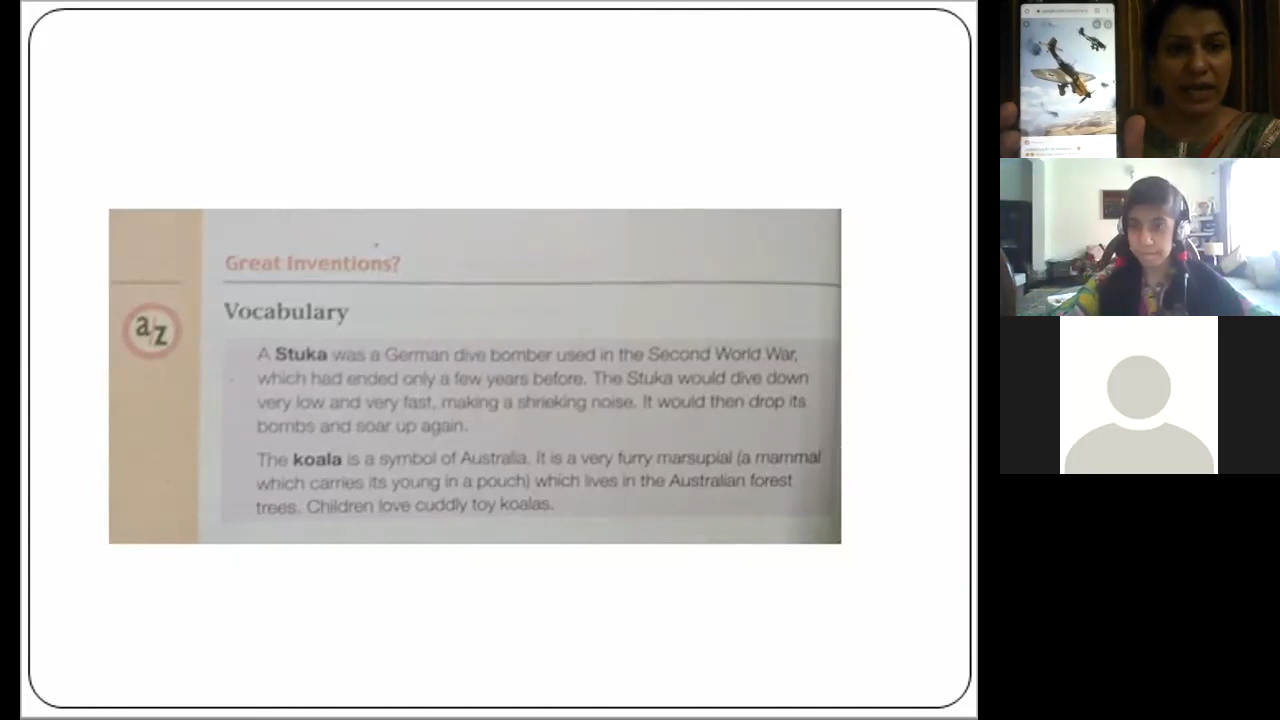 Great Inventions?
a/z
Vocabulary
A Stuka was a German dive bomber used in the Second World War,
which had ended only a few years before. The Stuka would dive down
very low and very fast, making a shrieking noise. It would then drop its
bombs and soar up again.
The koala is a symbol of Australia. It is a very furry marsupial (a mammal
which carries its young in a pouch) which lives in the Australian forest
trees. Children love cuddly toy koalas.